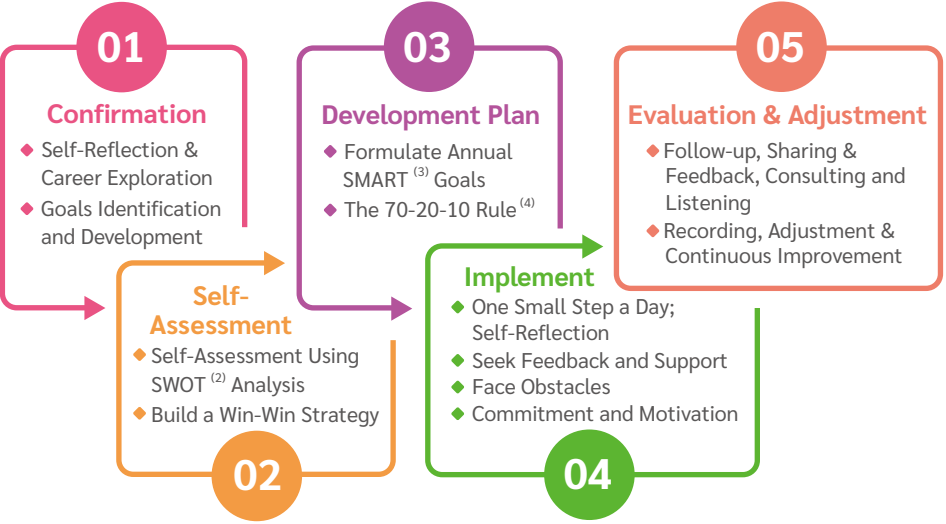 01
Confirmation
Self-Reflection &
Career Exploration
Goals Identification
and Development
Self-
Assessment
Self-Assessment Using
SWOT (2) Analysis
Build a Win-Win Strategy
02
03
Development Plan
Formulate Annual
SMART (3) Goals
The 70-20-10 Rule (4)
Implement
One Small Step a Day;
Self-Reflection
Seek Feedback and Support
Face Obstacles
Commitment and Motivation
04
05
Evaluation & Adjustment
Follow-up, Sharing &
Feedback, Consulting and
Listening
Recording, Adjustment &
Continuous Improvement